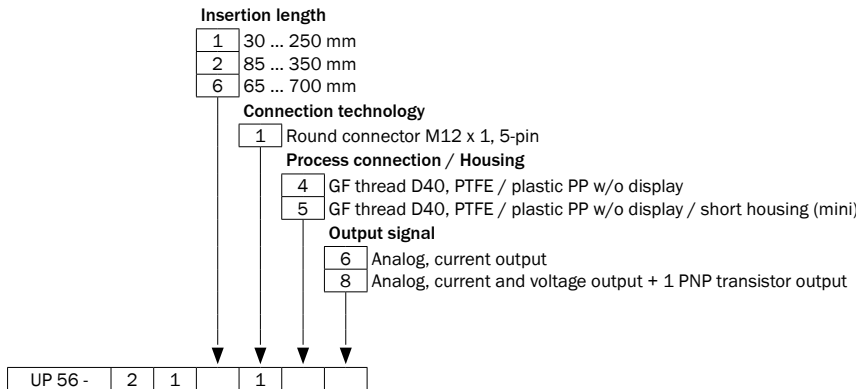 Insertion length
1 30 ... 250 mm
2 85 ... 350 mm
6 65 ... 700 mm
Connection technology
1 Round connector M12 x 1, 5-pin
Process connection / Housing
4 GF thread D40, PTFE / plastic PP w/o display
5 GF thread D40, PTFE / plastic PP w/o display / short housing (mini)
Output signal
6 Analog, current output
8 Analog, current and voltage output + 1 PNP transistor output
UP 56 - 2 1 1